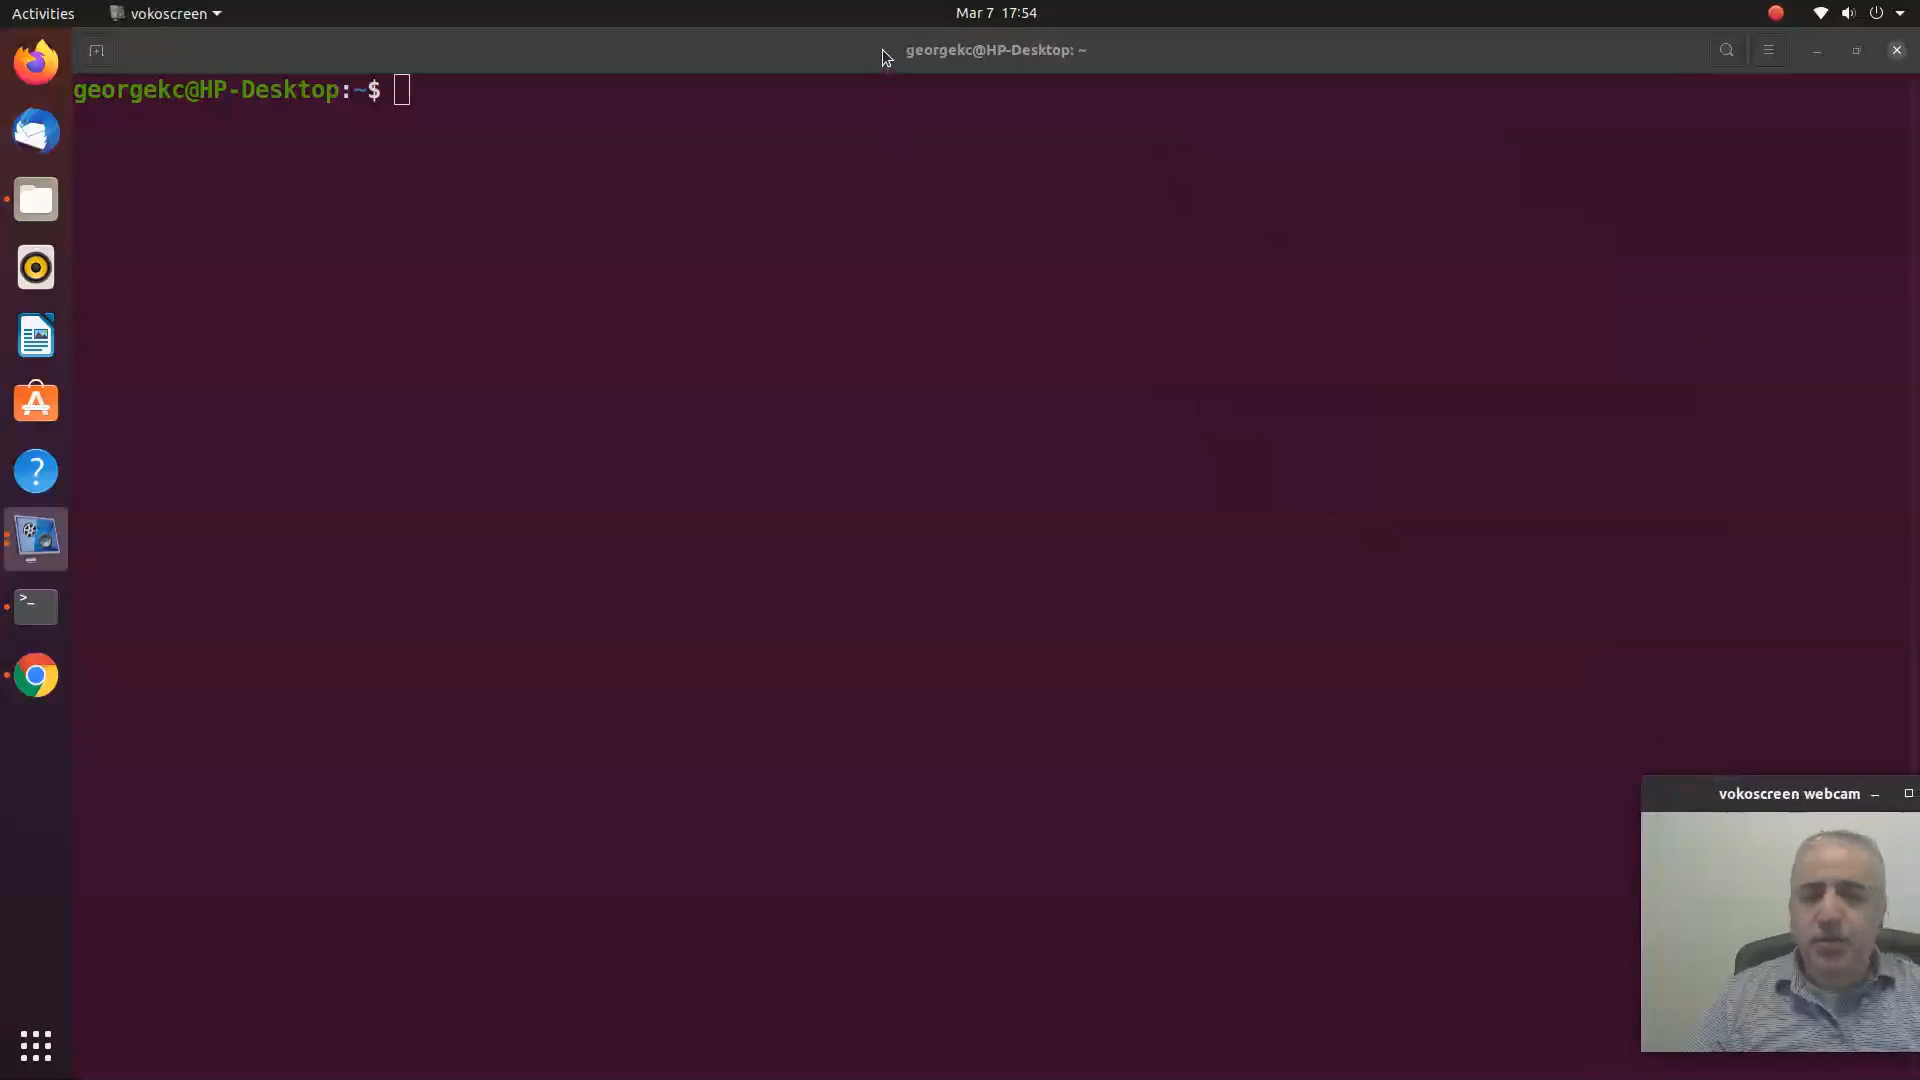 Activities
vokoscreen
Mar 7 17:54
georgekc@HP-Desktop: ~
georgekc@HP-Desktop:~$
?
>_
vokoscreen webcam